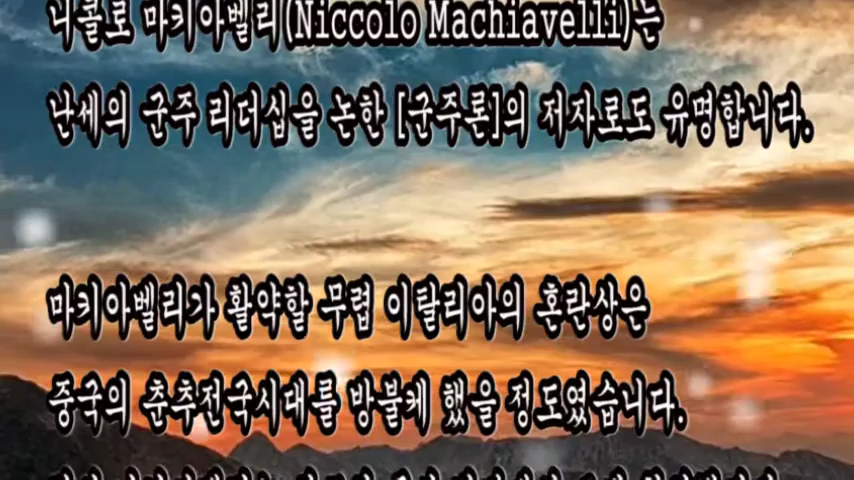 니콜로 마키아벨리(Niccolo Machiavelli)는
난세의 군주 리더십을 논한 [군주론]의 저자로도 유명합니다.
마키아벨리가 활약할 무렵 이탈리아의 혼란상은
중국의 춘추전국시대를 방불케 했을 정도였습니다.